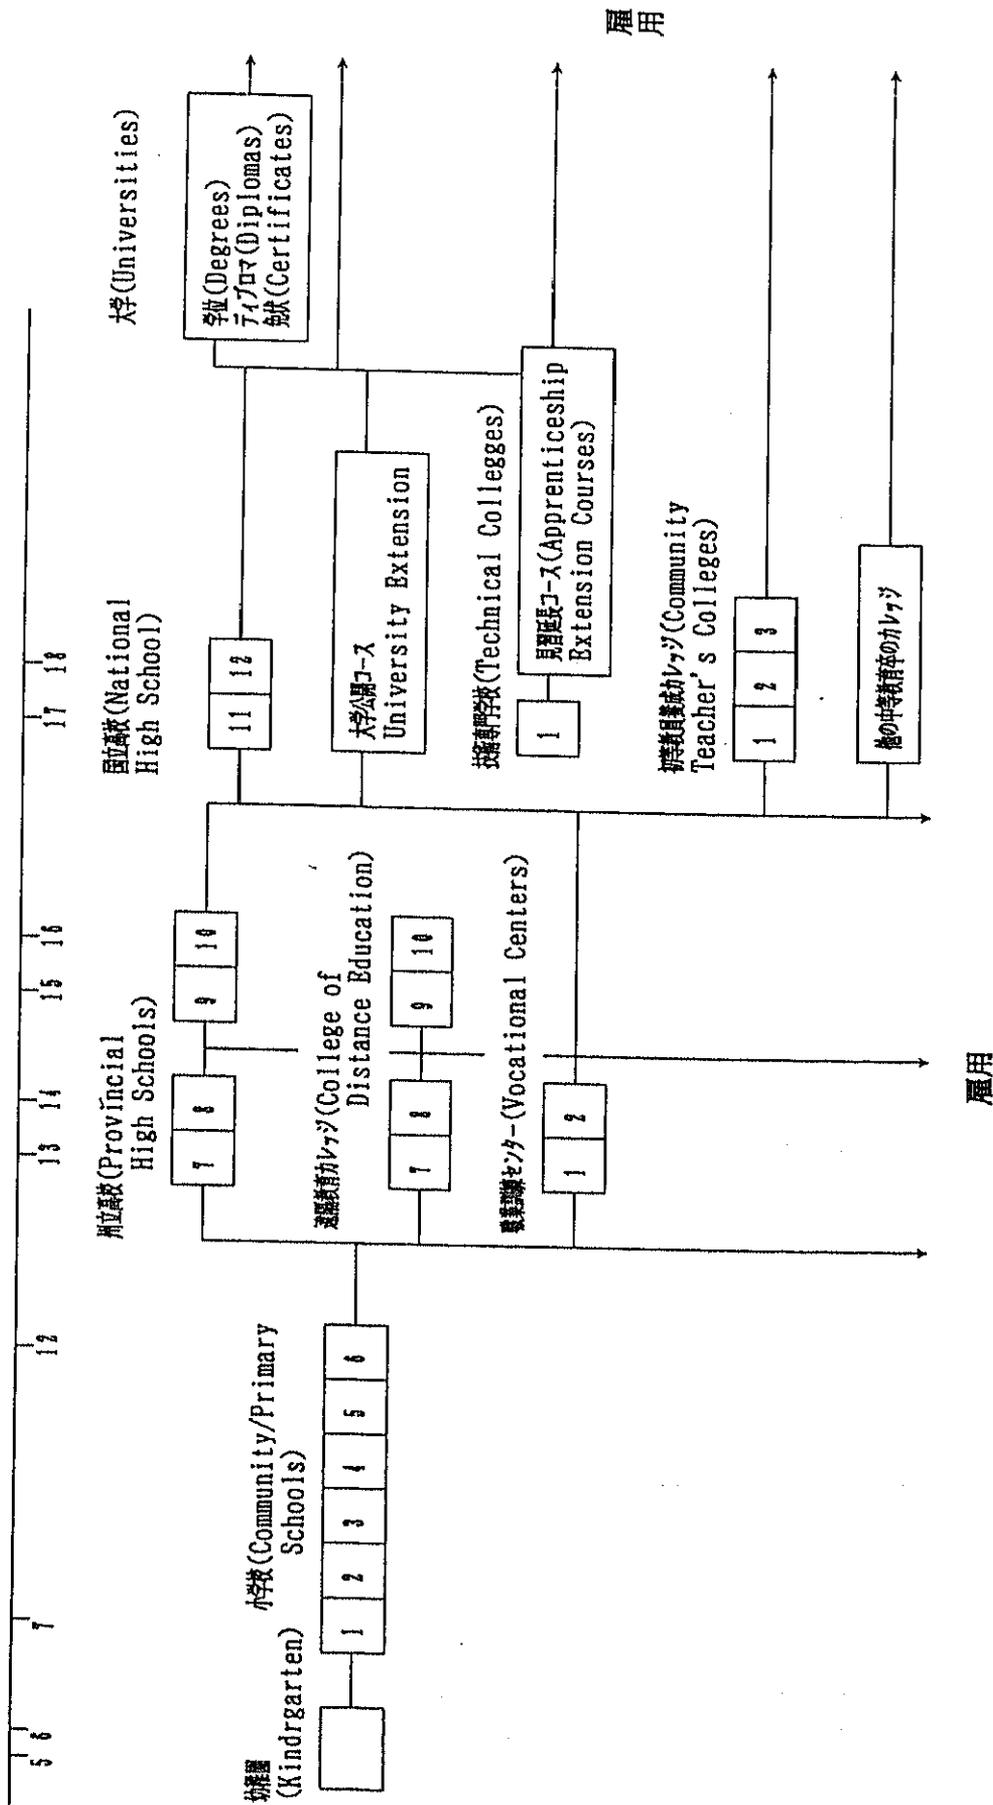 5 6 7 12 13 14 15 16 17 18
幼稚園
(Kindrgarten)
小学校(Community/Primary
Schools)
1 2 3 4 5 6
州立高校(Provincial
High Schools)
7 8 9 10
遠隔教育カレッジ(College of
Distance Education)
7 8 9 10
職業訓練センター(Vocational Centers)
1 2
国立高校(National
High School)
11 12
大学公開コース
University Extension
技術専門学校(Technical Collegges)
1
見習延長コース(Apprenticeship
Extension Courses)
初等教員養成カレッジ(Community
Teacher's Colleges)
1 2 3
他の中等教育卒のカレッジ
大学(Universities)
学位(Degrees)
ディプロマ(Diplomas)
免状(Certificates)
雇用
雇用